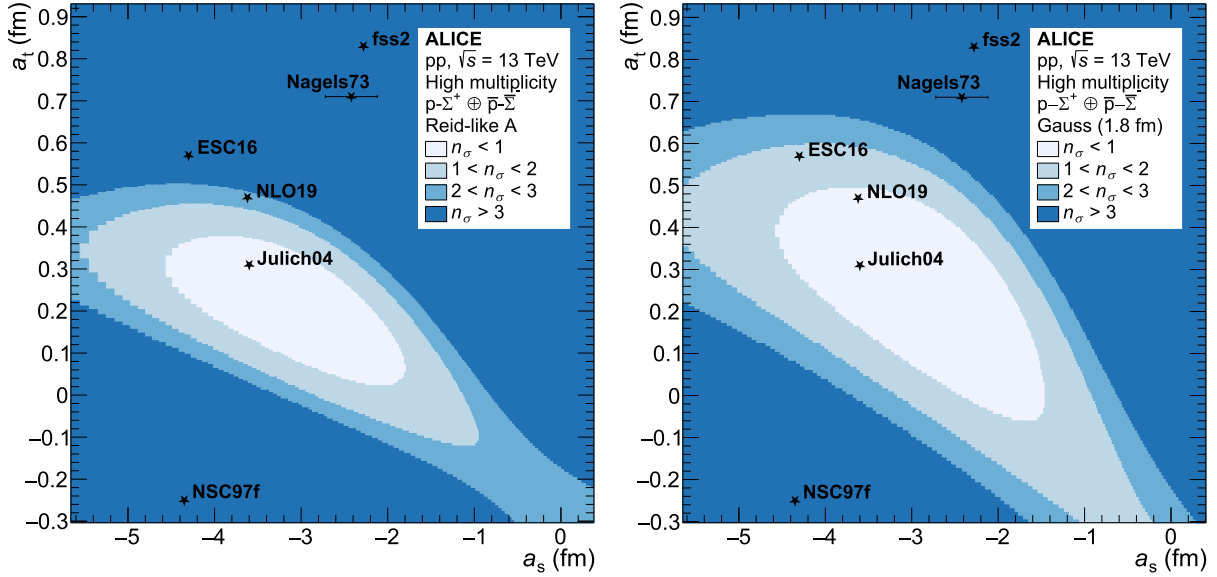 a_t (fm)
0.9
0.8
0.7
0.6
0.5
0.4
0.3
0.2
0.1
0
−0.1
−0.2
−0.3
fss2
Nagels73
ESC16
NLO19
Julich04
NSC97f
ALICE
pp, √s = 13 TeV
High multiplicity
p-Σ⁺ ⊕ p̅-Σ̅⁻
Reid-like A
n_σ < 1
1 < n_σ < 2
2 < n_σ < 3
n_σ > 3
−5 −4 −3 −2 −1 0
a_s (fm)
a_t (fm)
0.9
0.8
0.7
0.6
0.5
0.4
0.3
0.2
0.1
0
−0.1
−0.2
−0.3
fss2
Nagels73
ESC16
NLO19
Julich04
NSC97f
ALICE
pp, √s = 13 TeV
High multiplicity
p−Σ⁺ ⊕ p̅−Σ̅⁻
Gauss (1.8 fm)
n_σ < 1
1 < n_σ < 2
2 < n_σ < 3
n_σ > 3
−5 −4 −3 −2 −1 0
a_s (fm)